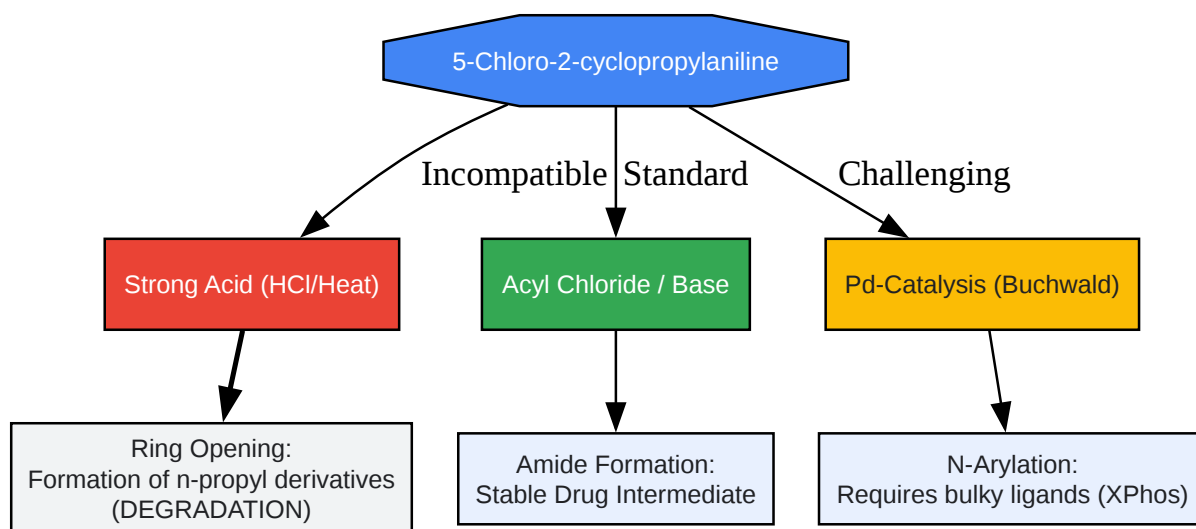 5-Chloro-2-cyclopropylaniline
Incompatible
Standard
Challenging
Strong Acid (HCl/Heat)
Acyl Chloride / Base
Pd-Catalysis (Buchwald)
Ring Opening:
Formation of n-propyl derivatives
(DEGRADATION)
Amide Formation:
Stable Drug Intermediate
N-Arylation:
Requires bulky ligands (XPhos)